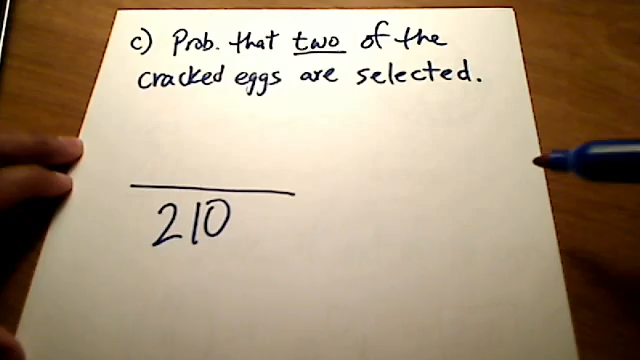 c) Prob. that two of the
cracked eggs are selected.
210